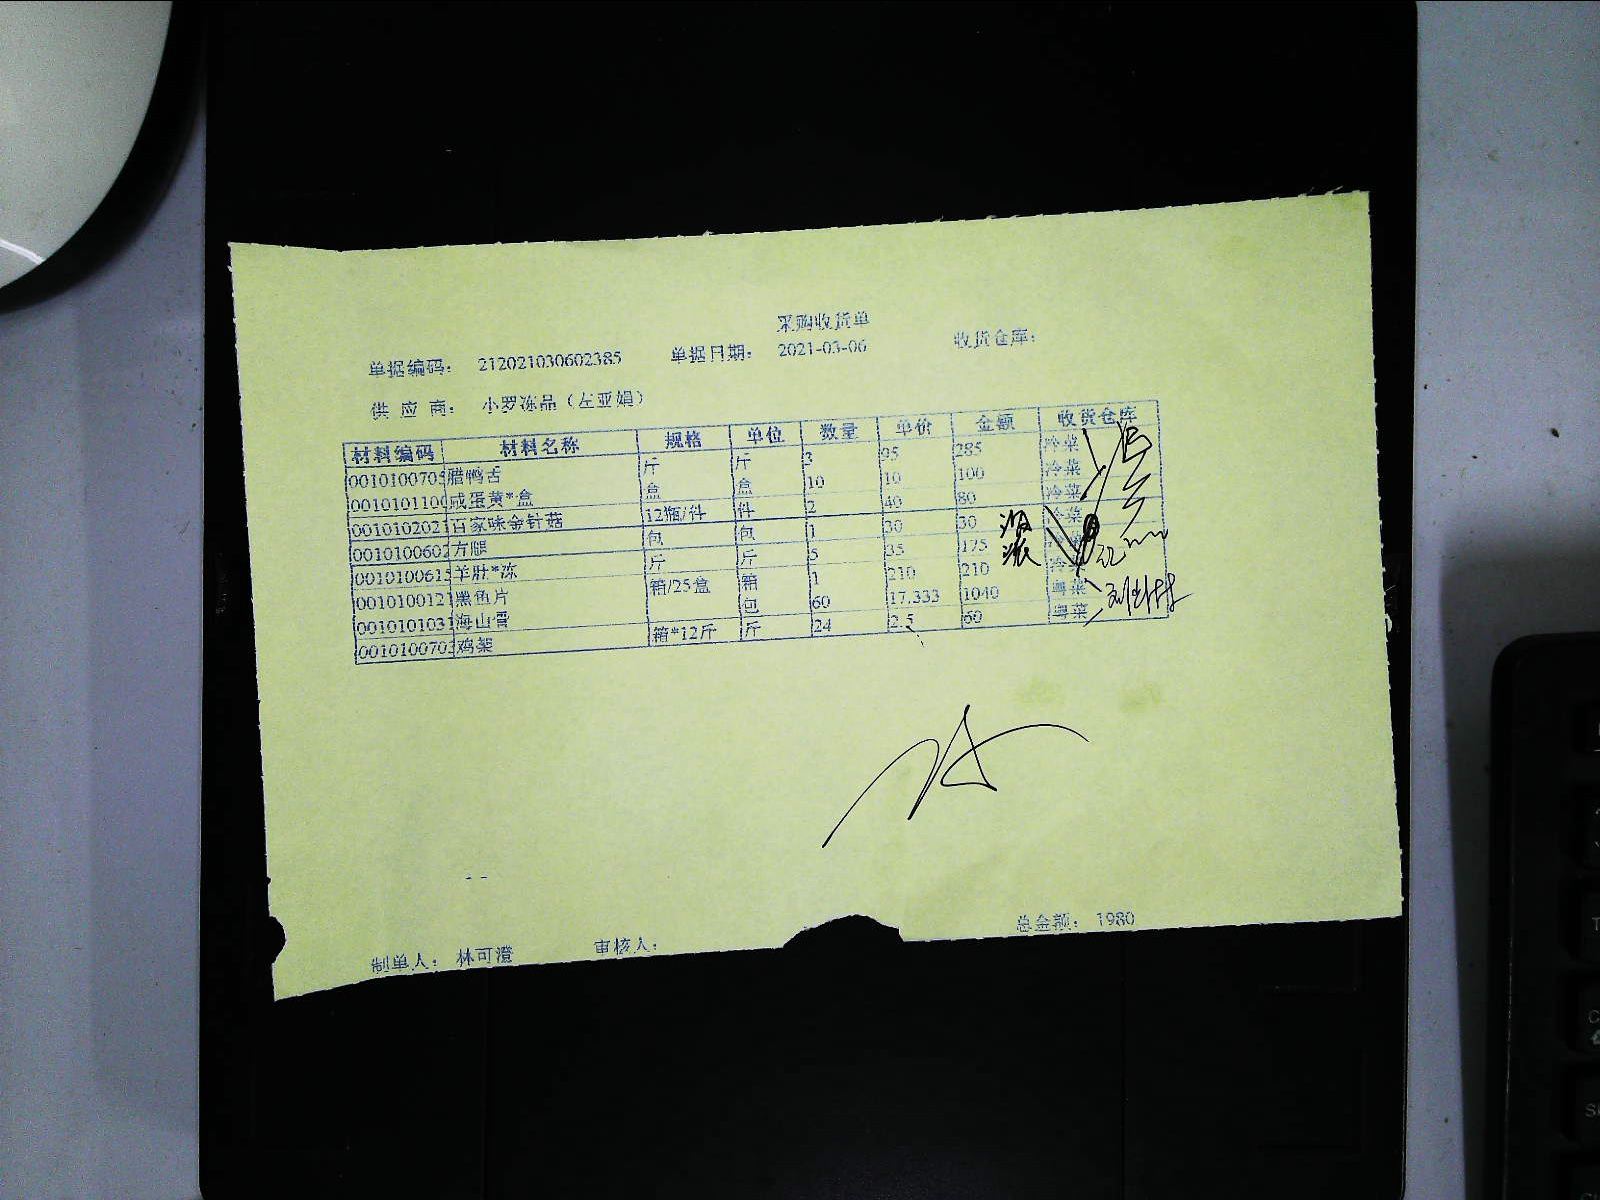 采购收货单
单据编码： 212021030602385 单据日期： 2021-03-06 收货仓库：
供 应 商： 小罗冻品（左亚娟）
材料编码 材料名称 规格 单位 数量 单价 金额 收货仓库
0010100705 腊鸭舌 斤 斤 3 95 285 冷菜
0010101100 咸蛋黄*盒 盒 盒 10 10 100 冷菜
0010102021 百家味金针菇 12瓶/件 件 2 40 80 冷菜
0010100602 方腿 包 包 1 30 30 冷菜
0010100615 羊肚*冻 斤 斤 5 35 175
0010100121 黑鱼片 箱/25盒 箱 1 210 210 冷菜
0010101031 海山雪 包 60 17.333 1040 粤菜
0010100703 鸡架 箱*12斤 斤 24 2.5 60 粤菜
总金额： 1980
制单人： 林可澄 审核人：